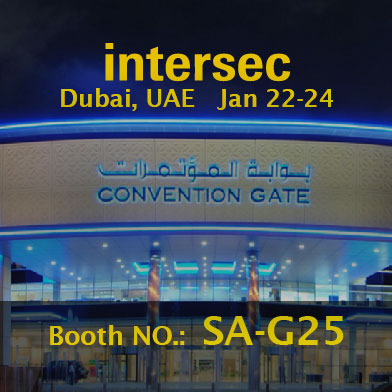 intersec
Dubai, UAE Jan 22-24
بوابة المؤتمرات
CONVENTION GATE
Booth NO.: SA-G25